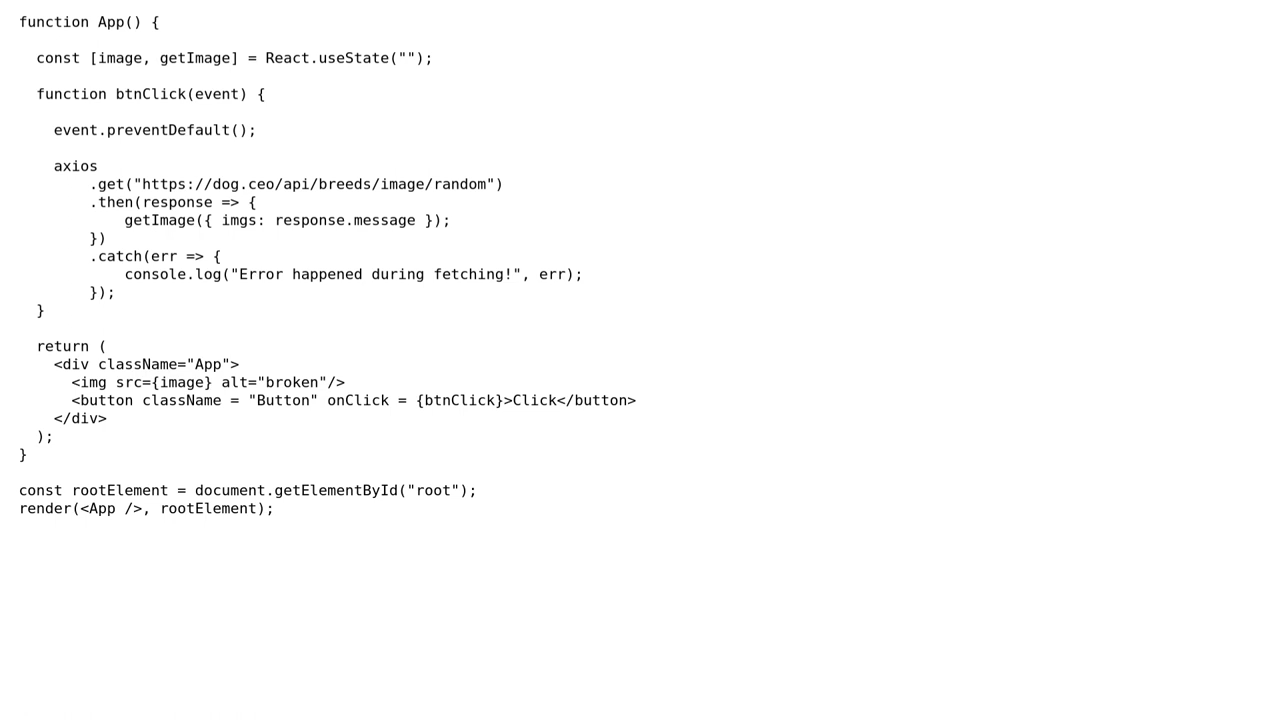 function App() {
  const [image, getImage] = React.useState("");
  function btnClick(event) {
    event.preventDefault();
    axios
        .get("https://dog.ceo/api/breeds/image/random")
        .then(response => {
            getImage({ imgs: response.message });
        })
        .catch(err => {
            console.log("Error happened during fetching!", err);
        });
  }
  return (
    <div className="App">
      <img src={image} alt="broken"/>
      <button className = "Button" onClick = {btnClick}>Click</button>
    </div>
  );
}
const rootElement = document.getElementById("root");
render(<App />, rootElement);